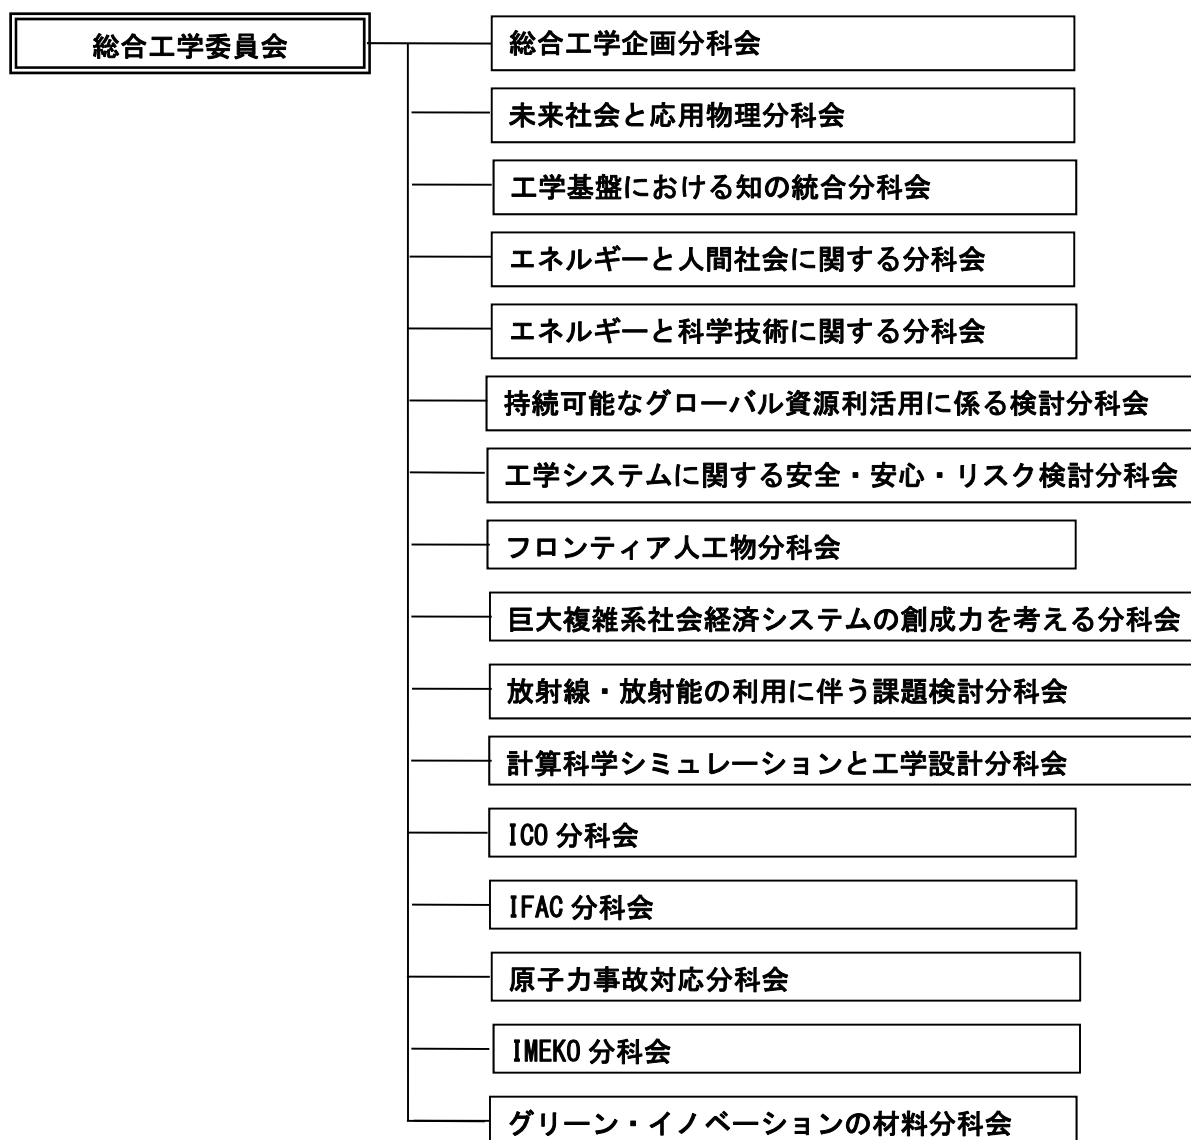 総合工学委員会
総合工学企画分科会
未来社会と応用物理分科会
工学基盤における知の統合分科会
エネルギーと人間社会に関する分科会
エネルギーと科学技術に関する分科会
持続可能なグローバル資源利活用に係る検討分科会
工学システムに関する安全・安心・リスク検討分科会
フロンティア人工物分科会
巨大複雑系社会経済システムの創成力を考える分科会
放射線・放射能の利用に伴う課題検討分科会
計算科学シミュレーションと工学設計分科会
ICO 分科会
IFAC 分科会
原子力事故対応分科会
IMEKO 分科会
グリーン・イノベーションの材料分科会